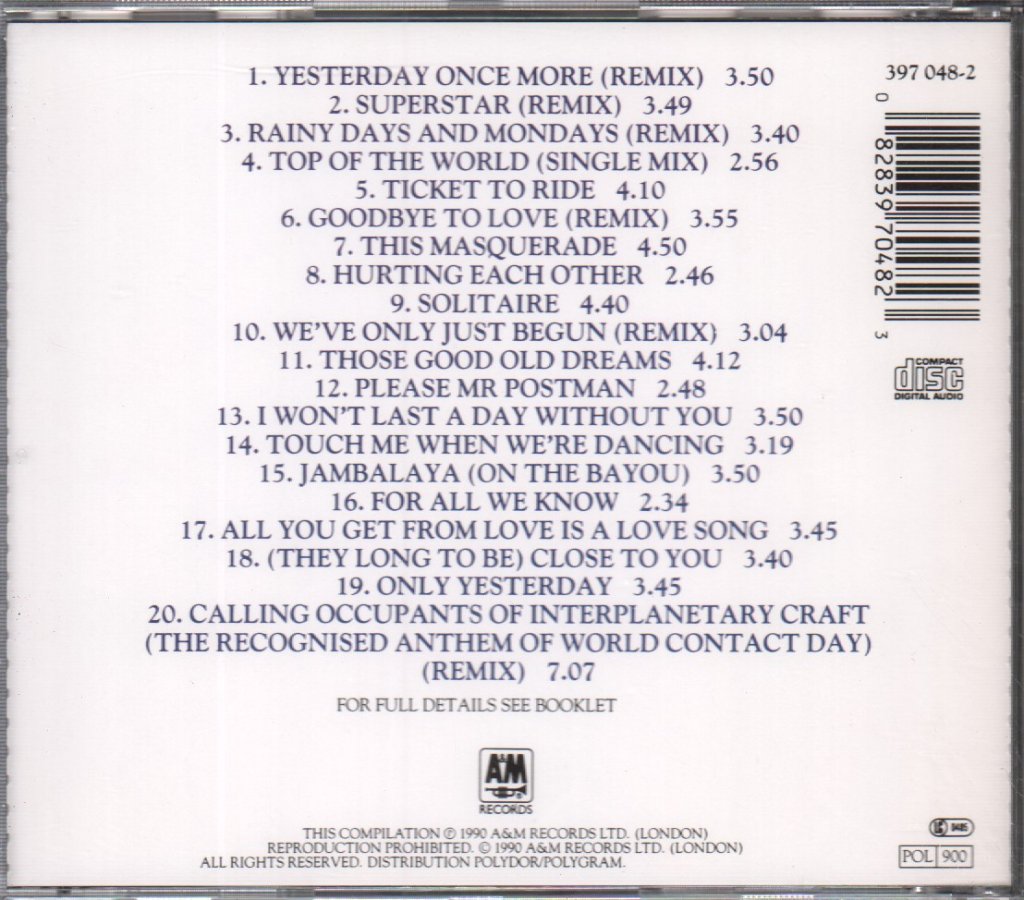 1. YESTERDAY ONCE MORE (REMIX) 3.50
2. SUPERSTAR (REMIX) 3.49
3. RAINY DAYS AND MONDAYS (REMIX) 3.40
4. TOP OF THE WORLD (SINGLE MIX) 2.56
5. TICKET TO RIDE 4.10
6. GOODBYE TO LOVE (REMIX) 3.55
7. THIS MASQUERADE 4.50
8. HURTING EACH OTHER 2.46
9. SOLITAIRE 4.40
10. WE'VE ONLY JUST BEGUN (REMIX) 3.04
11. THOSE GOOD OLD DREAMS 4.12
12. PLEASE MR POSTMAN 2.48
13. I WON'T LAST A DAY WITHOUT YOU 3.50
14. TOUCH ME WHEN WE'RE DANCING 3.19
15. JAMBALAYA (ON THE BAYOU) 3.50
16. FOR ALL WE KNOW 2.34
17. ALL YOU GET FROM LOVE IS A LOVE SONG 3.45
18. (THEY LONG TO BE) CLOSE TO YOU 3.40
19. ONLY YESTERDAY 3.45
20. CALLING OCCUPANTS OF INTERPLANETARY CRAFT
(THE RECOGNISED ANTHEM OF WORLD CONTACT DAY)
(REMIX) 7.07
FOR FULL DETAILS SEE BOOKLET
397 048-2
0 82839 70482 3
COMPACT
disc
DIGITAL AUDIO
A&M
RECORDS
THIS COMPILATION ℗ 1990 A&M RECORDS LTD. (LONDON)
REPRODUCTION PROHIBITED. © 1990 A&M RECORDS LTD. (LONDON)
ALL RIGHTS RESERVED. DISTRIBUTION POLYDOR/POLYGRAM.
POL 900